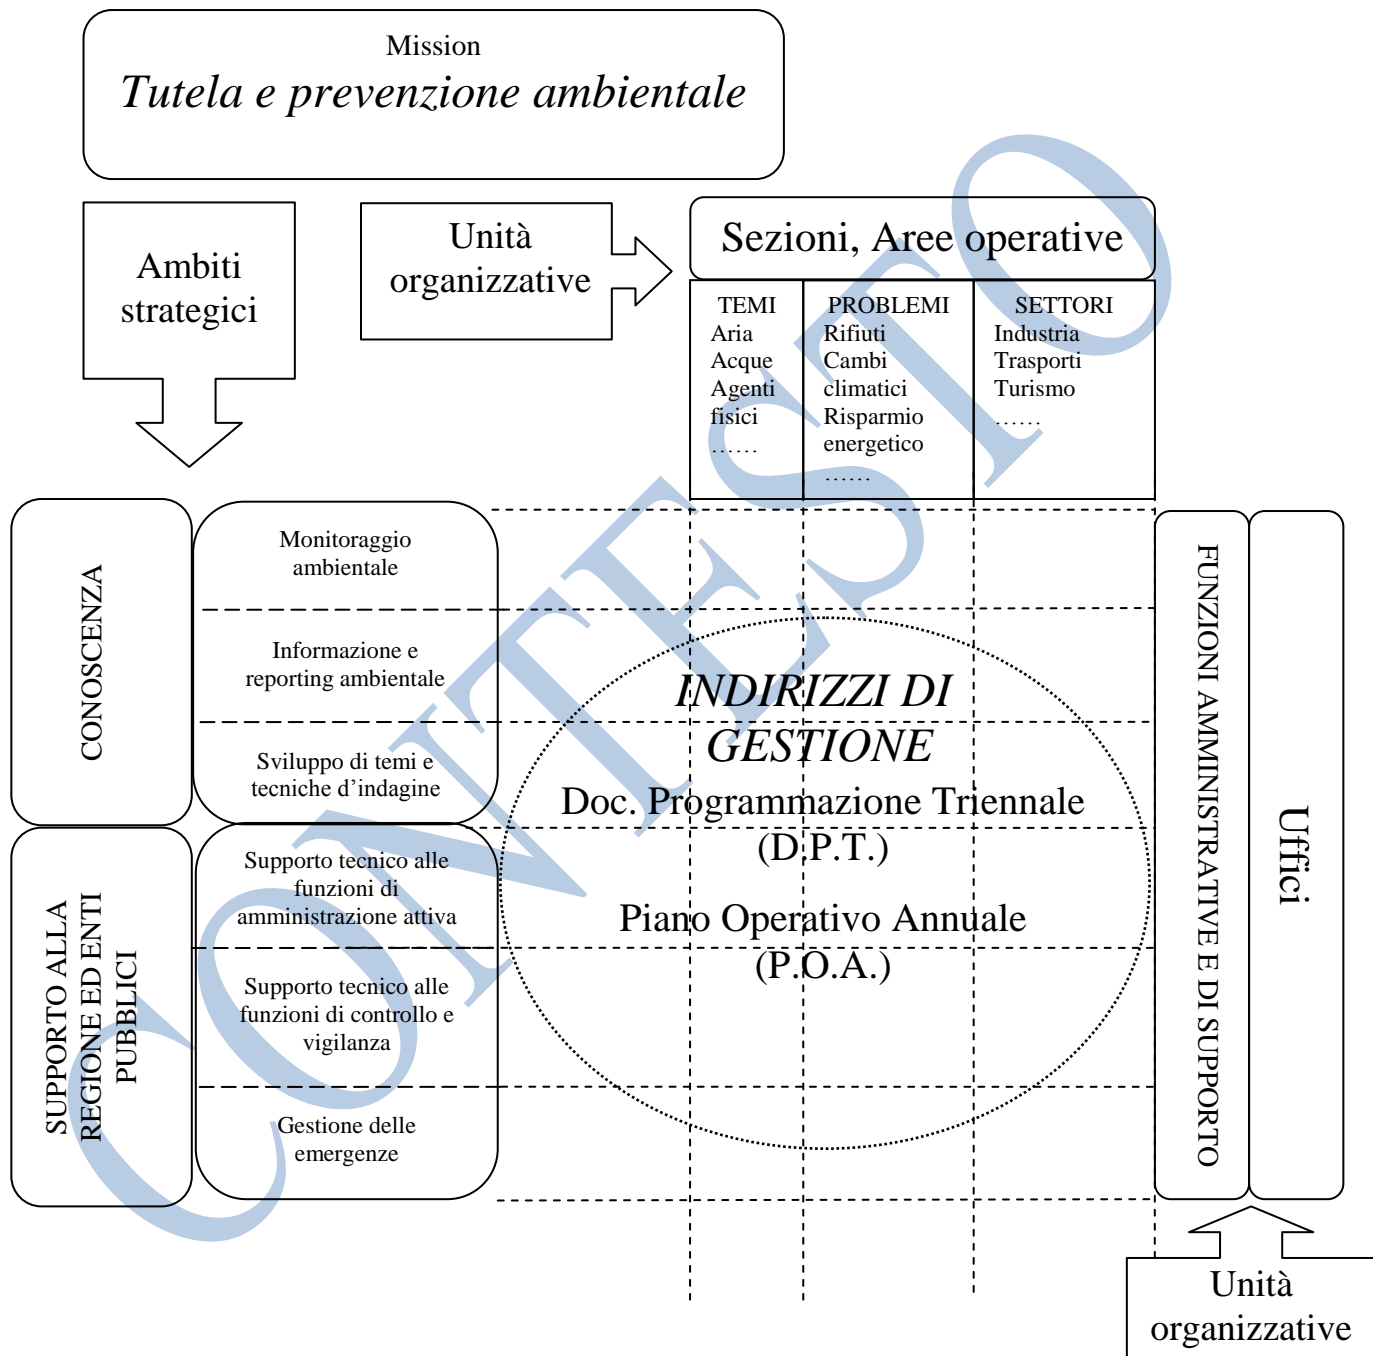 Mission
Tutela e prevenzione ambientale
Ambiti
strategici
Unità
organizzative
Sezioni, Aree operative
TEMI
Aria
Acque
Agenti
fisici
……
PROBLEMI
Rifiuti
Cambi
climatici
Risparmio
energetico
……
SETTORI
Industria
Trasporti
Turismo
……
CONOSCENZA
Monitoraggio
ambientale
Informazione e
reporting ambientale
Sviluppo di temi e
tecniche d’indagine
SUPPORTO ALLA
REGIONE ED ENTI
PUBBLICI
Supporto tecnico alle
funzioni di
amministrazione attiva
Supporto tecnico alle
funzioni di controllo e
vigilanza
Gestione delle
emergenze
INDIRIZZI DI
GESTIONE
Doc. Programmazione Triennale
(D.P.T.)
Piano Operativo Annuale
(P.O.A.)
FUNZIONI AMMINISTRATIVE E DI SUPPORTO
Uffici
Unità
organizzative
CONTESTO